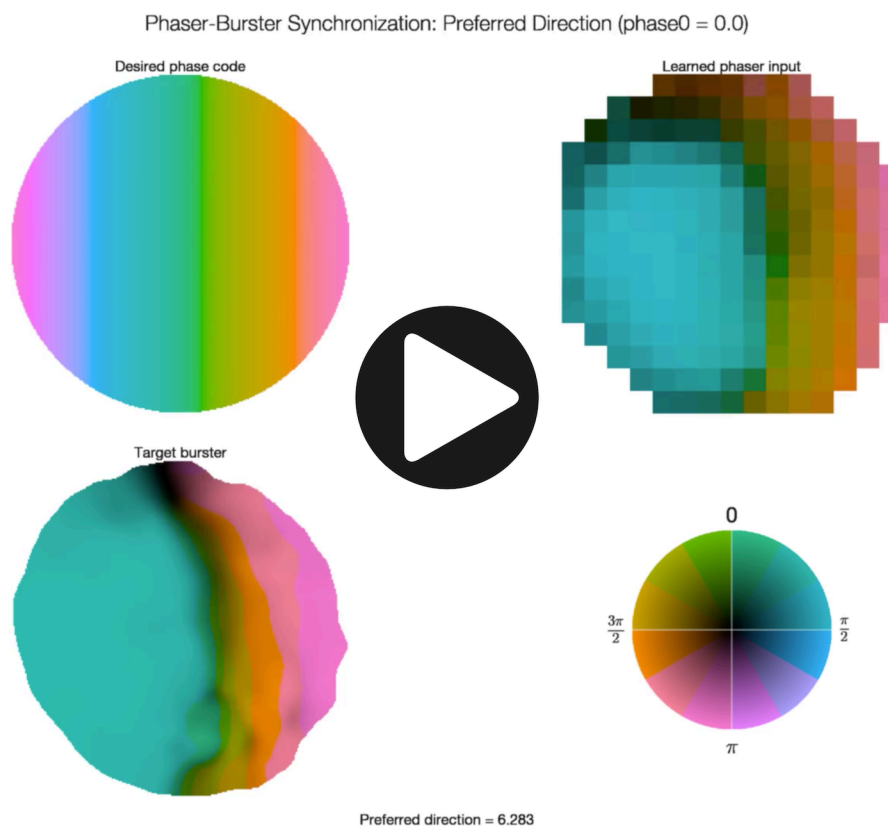 Phaser-Burster Synchronization: Preferred Direction (phase0 = 0.0)
Desired phase code
Learned phaser input
Target burster
0
3π/2
π/2
π
Preferred direction = 6.283